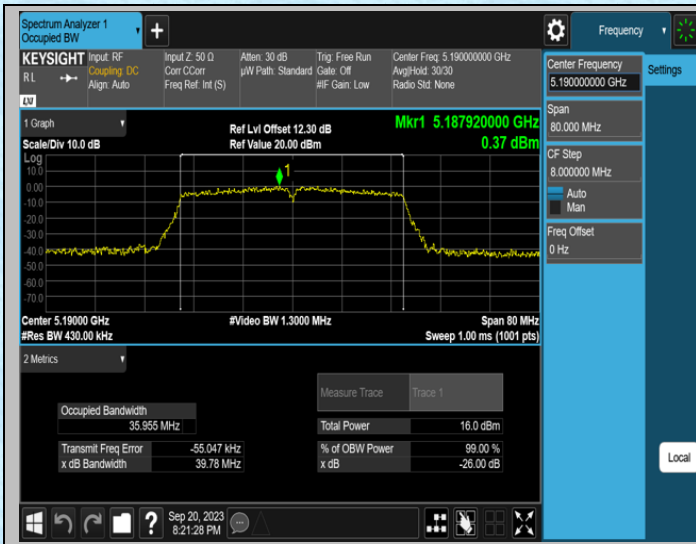 Spectrum Analyzer 1
Occupied BW
+
Frequency
KEYSIGHT
RL
LXI
Input: RF
Coupling: DC
Align: Auto
Input Z: 50 Ω
Corr CCorr
Freq Ref: Int (S)
Atten: 30 dB
µW Path: Standard
Trig: Free Run
Gate: Off
#IF Gain: Low
Center Freq: 5.190000000 GHz
Avg|Hold: 30/30
Radio Std: None
Center Frequency
5.190000000 GHz
Settings
Span
80.000 MHz
CF Step
8.000000 MHz
Auto
Man
Freq Offset
0 Hz
Local
1 Graph
Scale/Div 10.0 dB
Ref Lvl Offset 12.30 dB
Ref Value 20.00 dBm
Mkr1 5.187920000 GHz
0.37 dBm
Log
10.0
0.00
-10.0
-20.0
-30.0
-40.0
-50.0
-60.0
-70.0
1
Center 5.19000 GHz
#Res BW 430.00 kHz
#Video BW 1.3000 MHz
Span 80 MHz
Sweep 1.00 ms (1001 pts)
2 Metrics
Measure Trace Trace 1
Occupied Bandwidth
35.955 MHz
Total Power 16.0 dBm
Transmit Freq Error -55.047 kHz
% of OBW Power 99.00 %
x dB Bandwidth 39.78 MHz
x dB -26.00 dB
?
Sep 20, 2023
8:21:28 PM